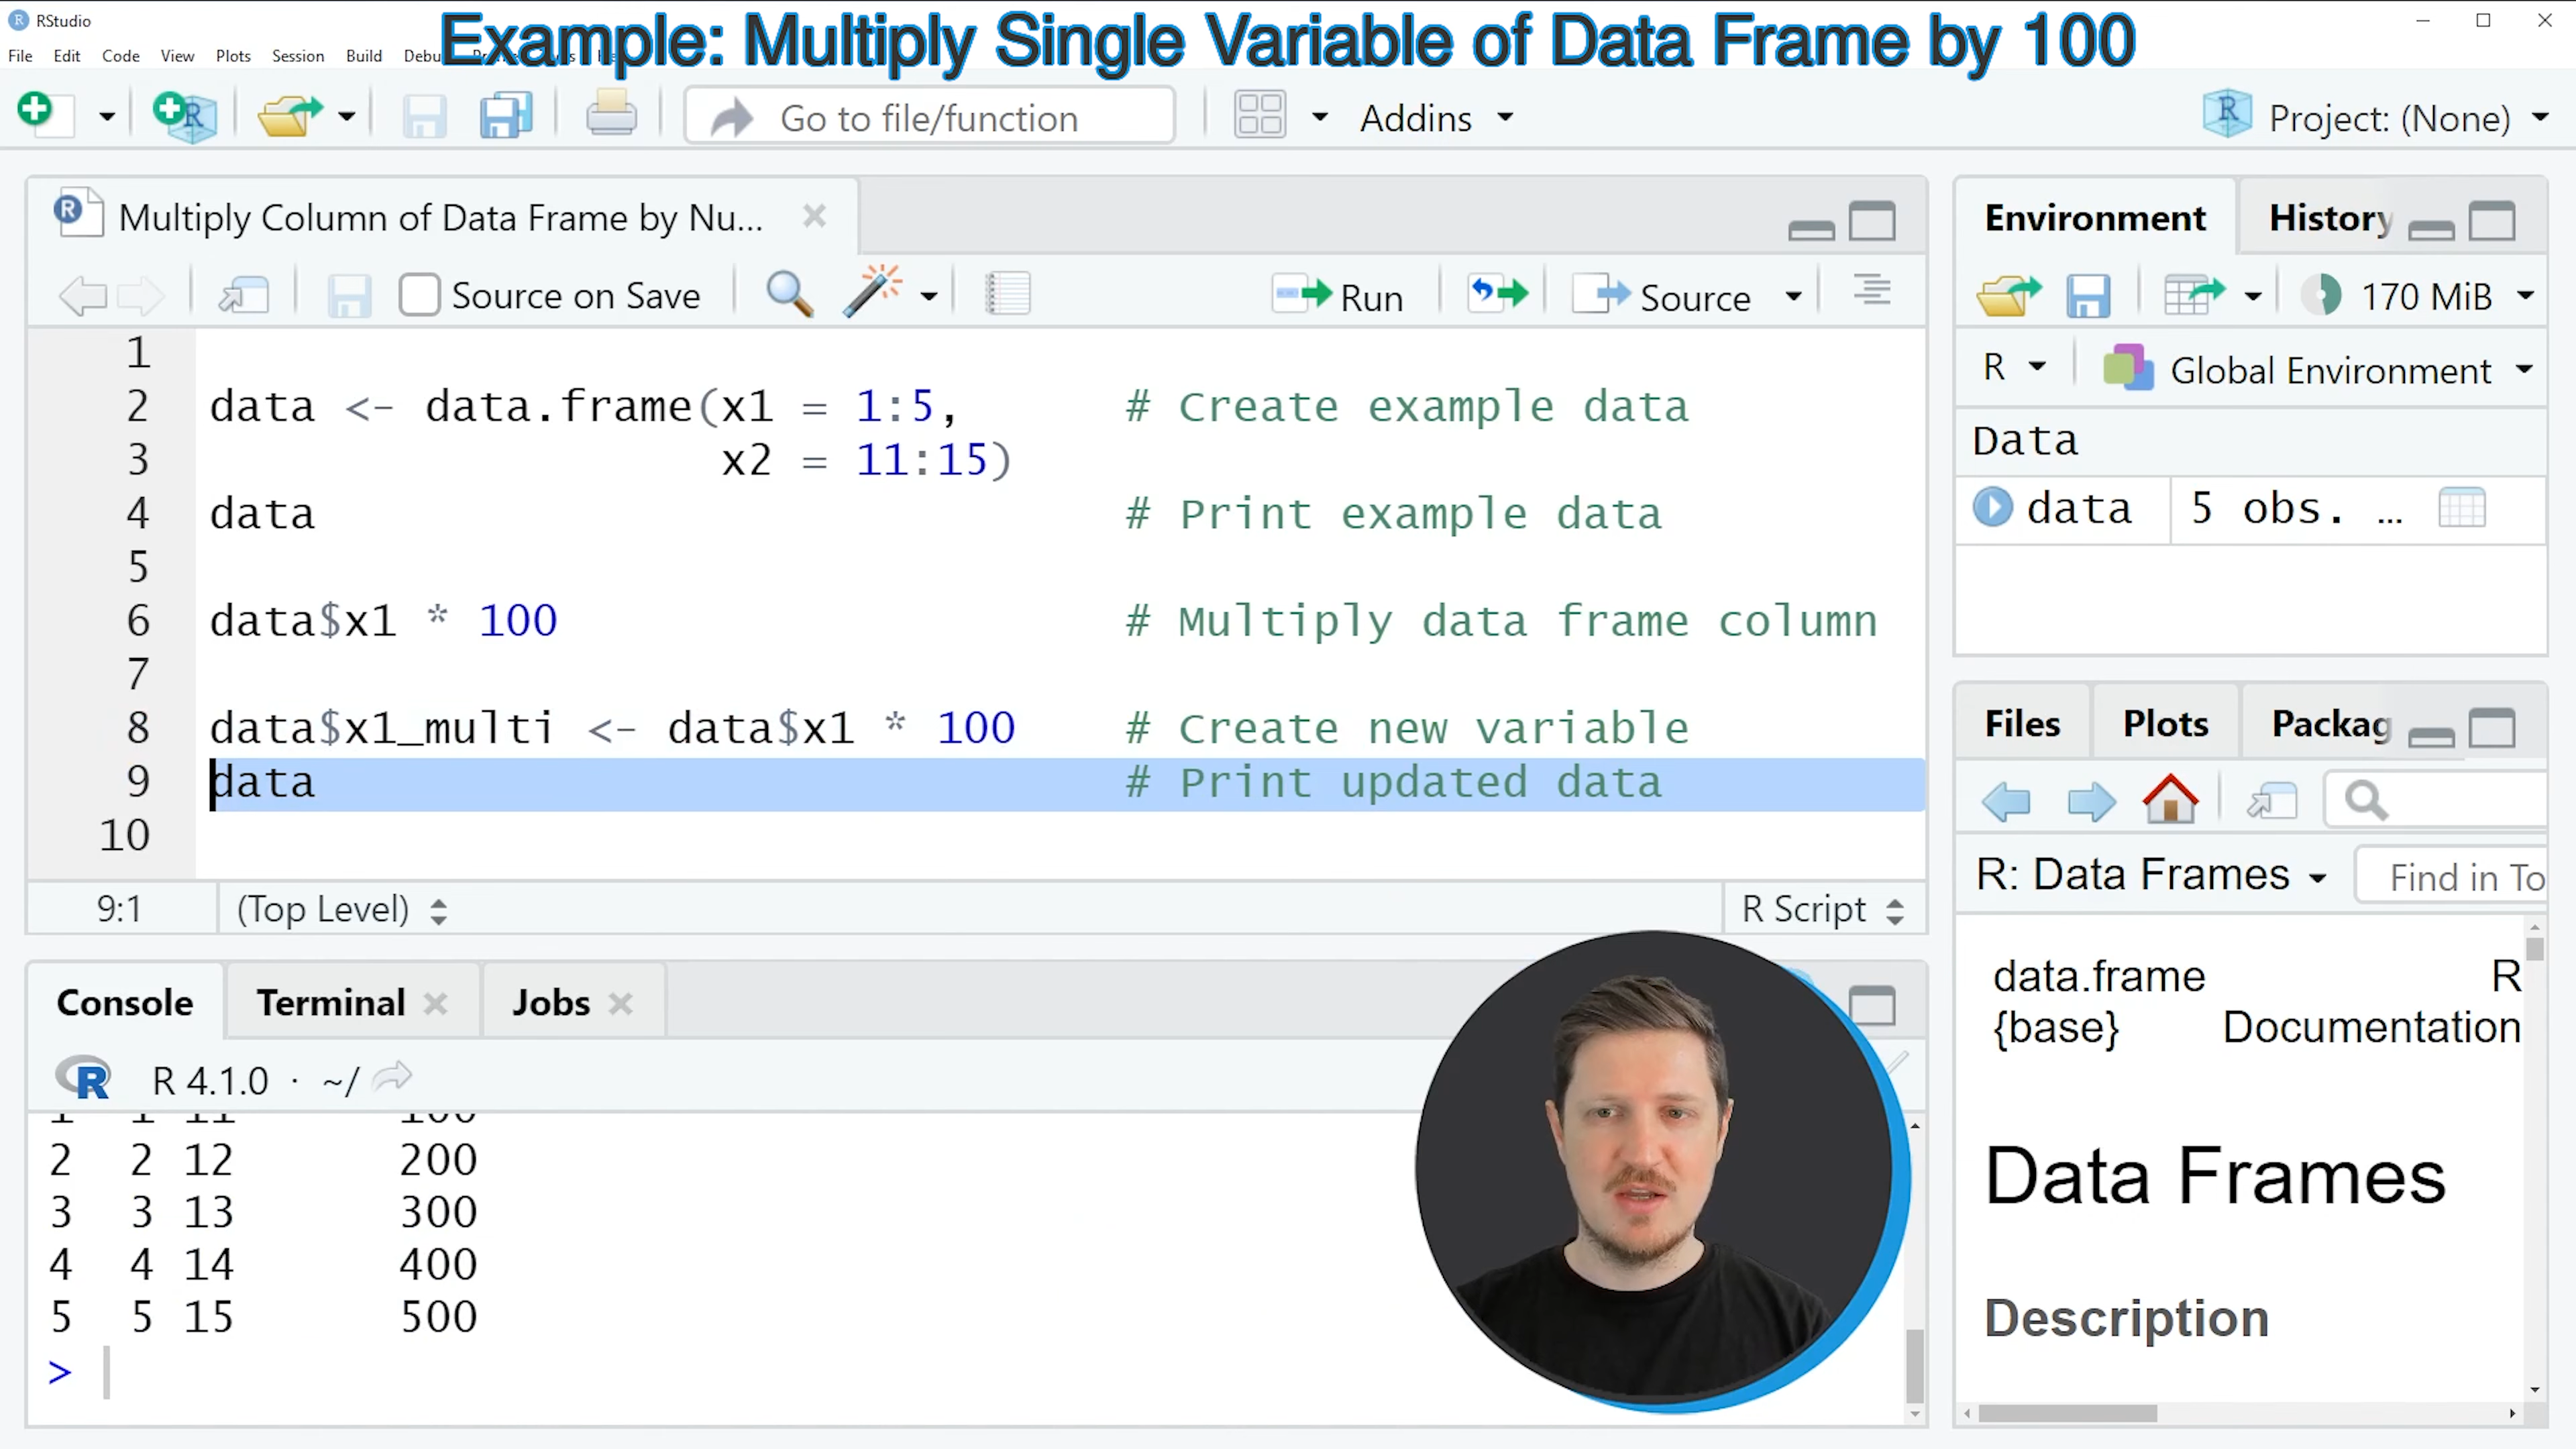 RStudio
Example: Multiply Single Variable of Data Frame by 100
File Edit Code View Plots Session Build Debu
Go to file/function Addins Project: (None)
Multiply Column of Data Frame by Nu...
Source on Save Run Source
1
2 data <- data.frame(x1 = 1:5, # Create example data
3 x2 = 11:15)
4 data # Print example data
5
6 data$x1 * 100 # Multiply data frame column
7
8 data$x1_multi <- data$x1 * 100 # Create new variable
9 data # Print updated data
10
9:1 (Top Level) R Script
Console Terminal Jobs
R 4.1.0 · ~/
1 1 11 100
2 2 12 200
3 3 13 300
4 4 14 400
5 5 15 500
>
Environment History
170 MiB
R Global Environment
Data
data 5 obs. ...
Files Plots Packag
R: Data Frames Find in To
data.frame R
{base} Documentation
Data Frames
Description